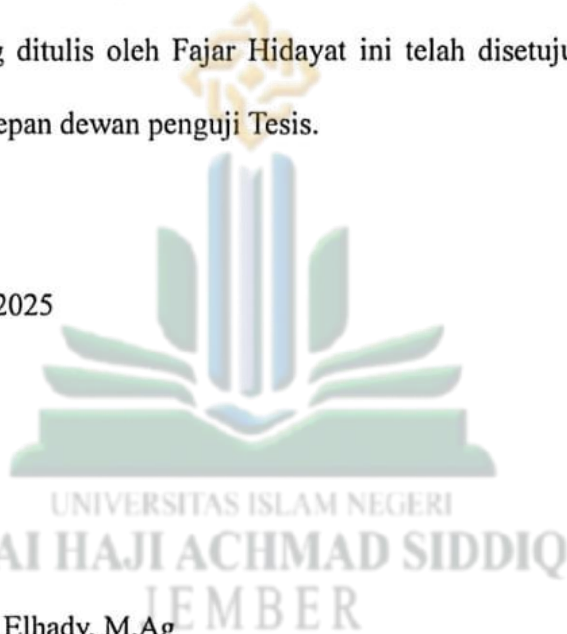 ditulis oleh Fajar Hidayat ini telah disetuju
epan dewan penguji Tesis.
2025
UNIVERSITAS ISLAM NEGERI
AI HAJI ACHMAD SIDDIQ
JEMBER
Elhady, M.Ag